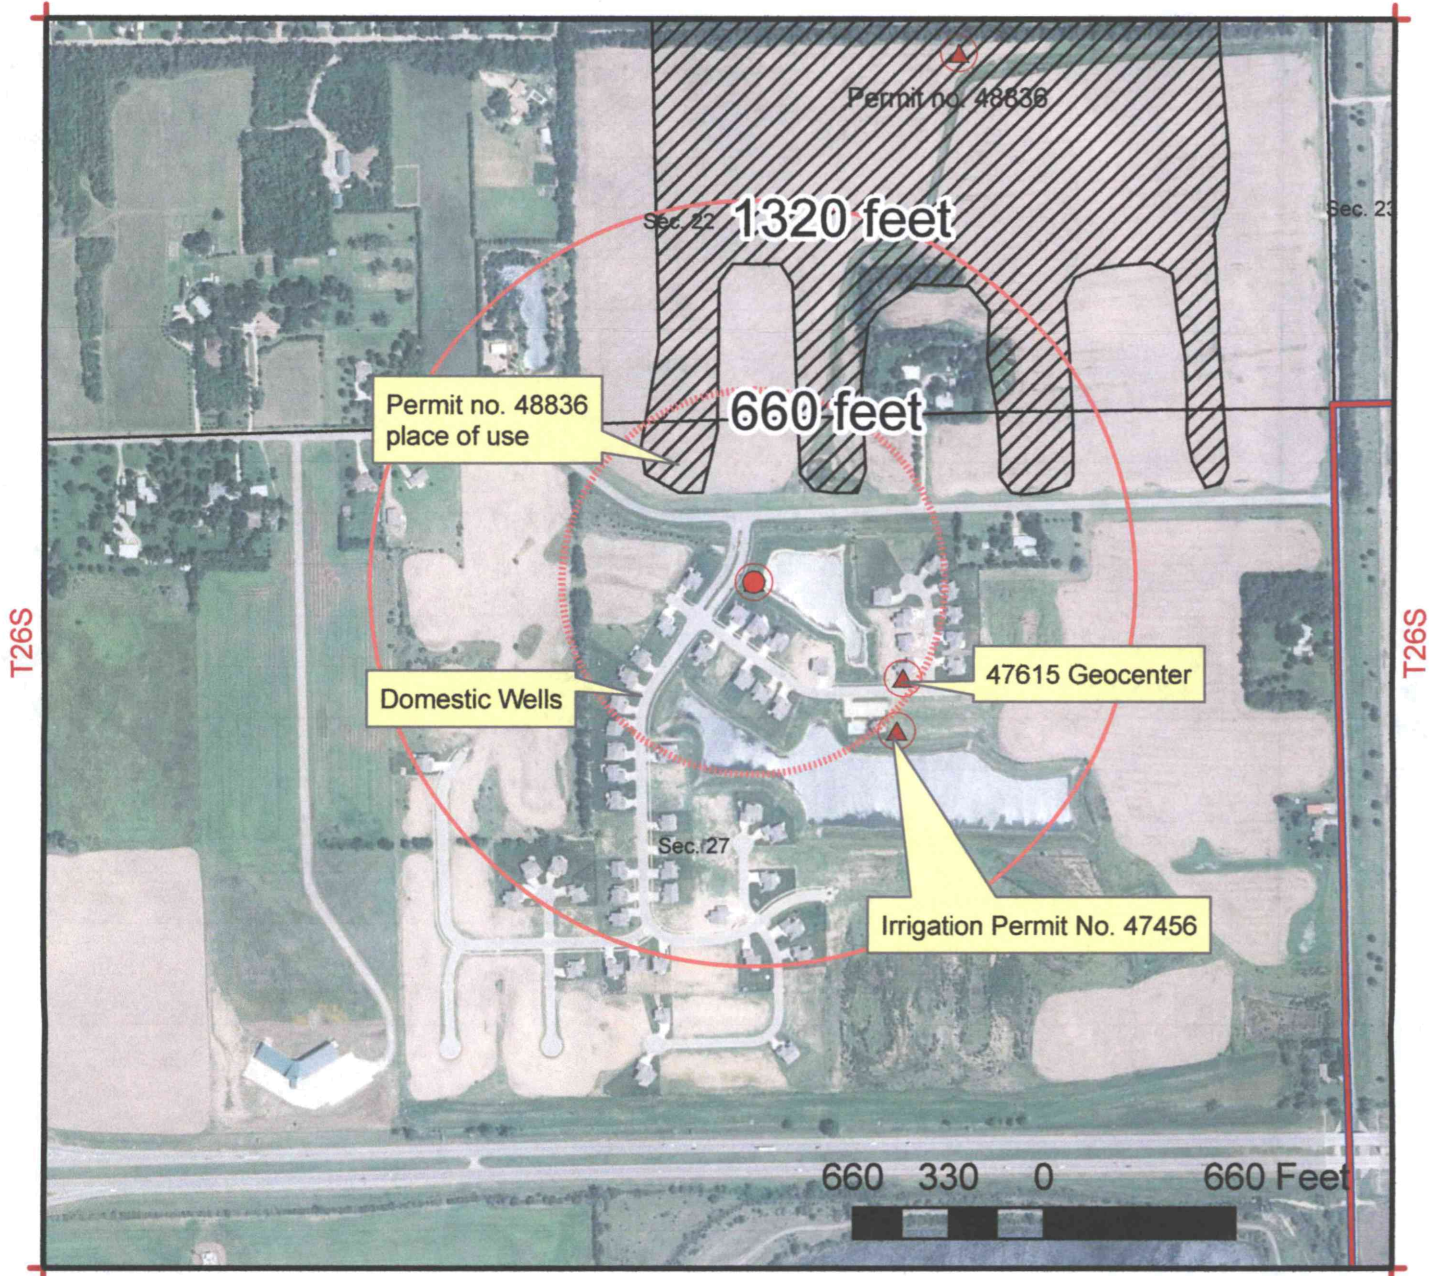 Permit no. 48836
Sec. 22
1320 feet
Sec. 23
Permit no. 48836
place of use
660 feet
T26S
T26S
Domestic Wells
47615 Geocenter
Sec. 27
Irrigation Permit No. 47456
660 330 0 660 Feet